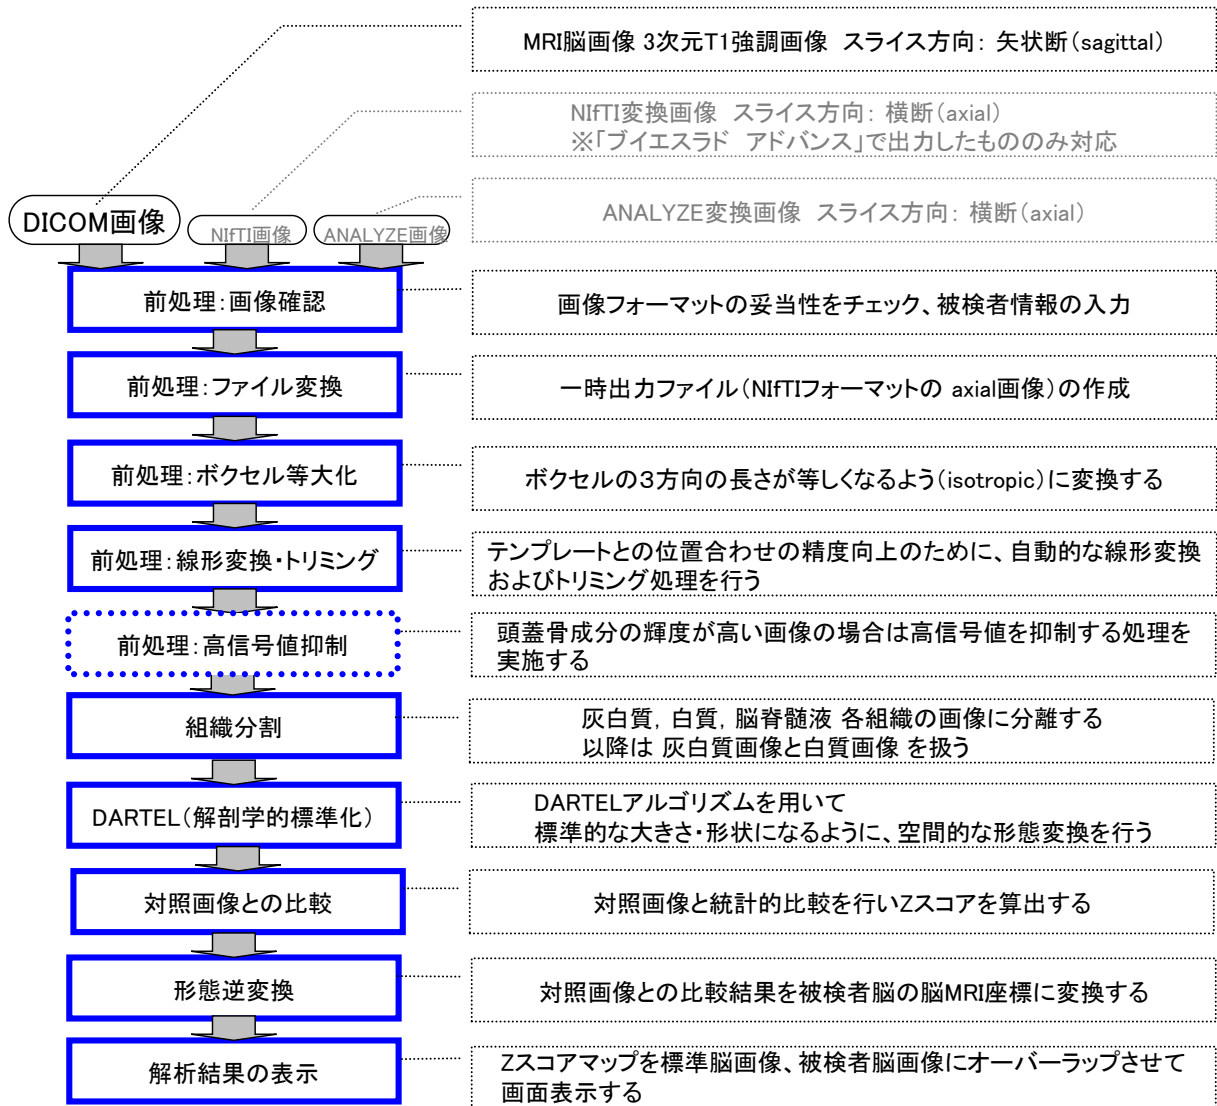 MRI脳画像 3次元T1強調画像 スライス方向: 矢状断(sagittal)
NIfTI変換画像 スライス方向: 横断(axial)
※「ブイエスラド アドバンス」で出力したもののみ対応
ANALYZE変換画像 スライス方向: 横断(axial)
DICOM画像
NIfTI画像
ANALYZE画像
前処理:画像確認
画像フォーマットの妥当性をチェック、被検者情報の入力
前処理:ファイル変換
一時出力ファイル(NIfTIフォーマットの axial画像)の作成
前処理:ボクセル等大化
ボクセルの3方向の長さが等しくなるよう(isotropic)に変換する
前処理:線形変換・トリミング
テンプレートとの位置合わせの精度向上のために、自動的な線形変換
およびトリミング処理を行う
前処理:高信号値抑制
頭蓋骨成分の輝度が高い画像の場合は高信号値を抑制する処理を
実施する
組織分割
灰白質, 白質, 脳脊髄液 各組織の画像に分離する
以降は 灰白質画像と白質画像 を扱う
DARTEL(解剖学的標準化)
DARTELアルゴリズムを用いて
標準的な大きさ・形状になるように、空間的な形態変換を行う
対照画像との比較
対照画像と統計的比較を行いZスコアを算出する
形態逆変換
対照画像との比較結果を被検者脳の脳MRI座標に変換する
解析結果の表示
Zスコアマップを標準脳画像、被検者脳画像にオーバーラップさせて
画面表示する